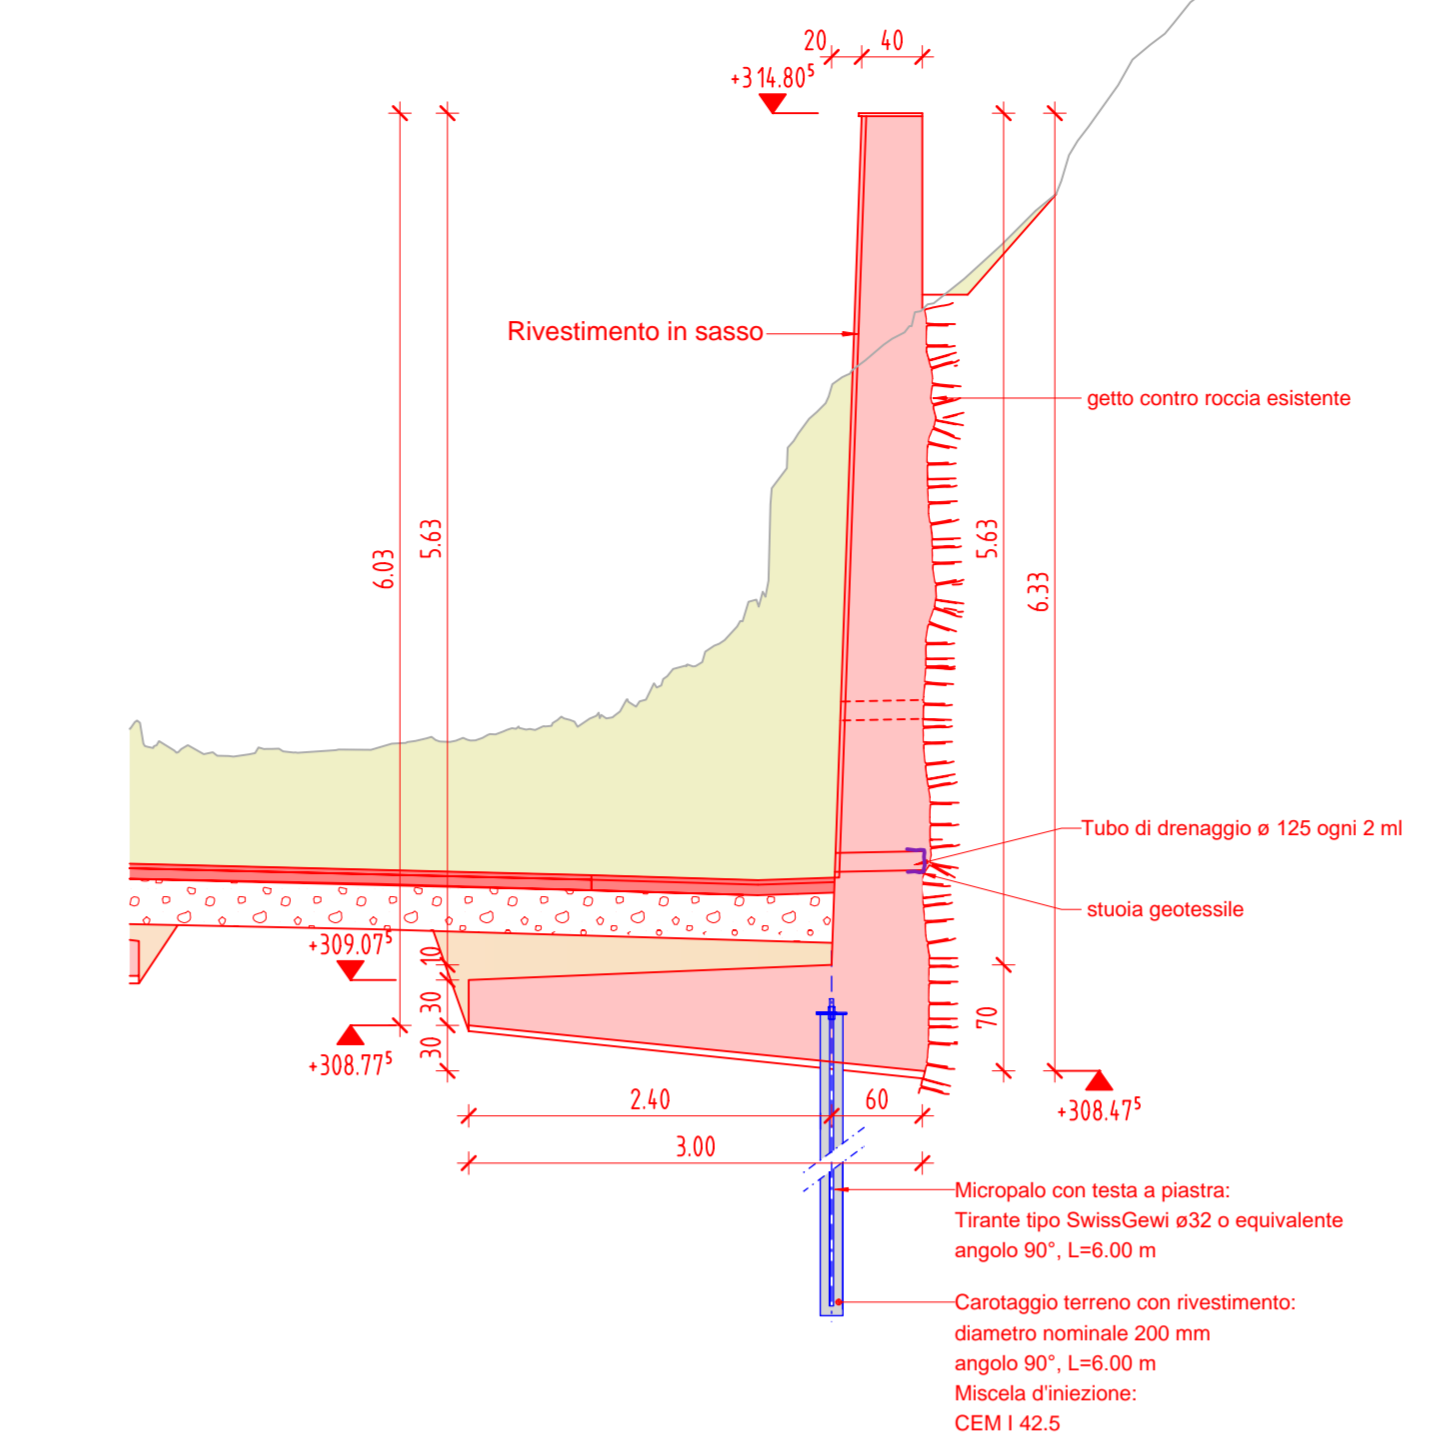 20
40
+314.80⁵
Rivestimento in sasso
getto contro roccia esistente
6.03
5.63
5.63
6.33
Tubo di drenaggio ø 125 ogni 2 ml
stuoia geotessile
+309.07⁵
10
30
30
70
+308.77⁵
+308.47⁵
2.40
60
3.00
Micropalo con testa a piastra:
Tirante tipo SwissGewi ø32 o equivalente
angolo 90°, L=6.00 m
Carotaggio terreno con rivestimento:
diametro nominale 200 mm
angolo 90°, L=6.00 m
Miscela d'iniezione:
CEM I 42.5